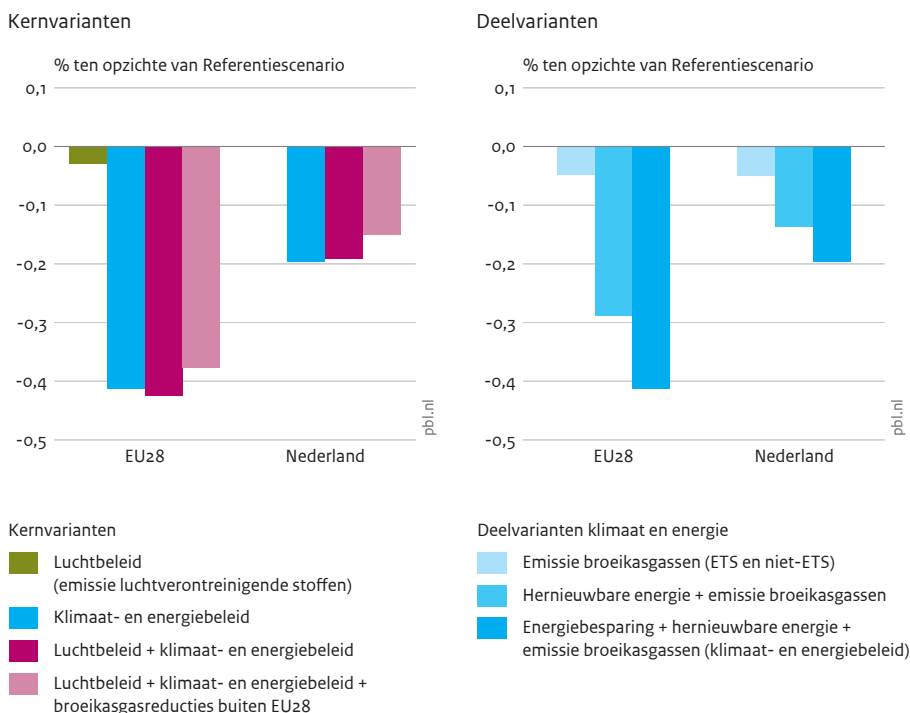 Kernvarianten
% ten opzichte van Referentiescenario
0,1
0,0
-0,1
-0,2
-0,3
-0,4
-0,5
EU28
Nederland
pbl.nl
Deelvarianten
% ten opzichte van Referentiescenario
0,1
0,0
-0,1
-0,2
-0,3
-0,4
-0,5
EU28
Nederland
pbl.nl
Kernvarianten
Luchtbeleid
(emissie luchtverontreinigende stoffen)
Klimaat- en energiebeleid
Luchtbeleid + klimaat- en energiebeleid
Luchtbeleid + klimaat- en energiebeleid +
broeikasgasreducties buiten EU28
Deelvarianten klimaat en energie
Emissie broeikasgassen (ETS en niet-ETS)
Hernieuwbare energie + emissie broeikasgassen
Energiebesparing + hernieuwbare energie +
emissie broeikasgassen (klimaat- en energiebeleid)